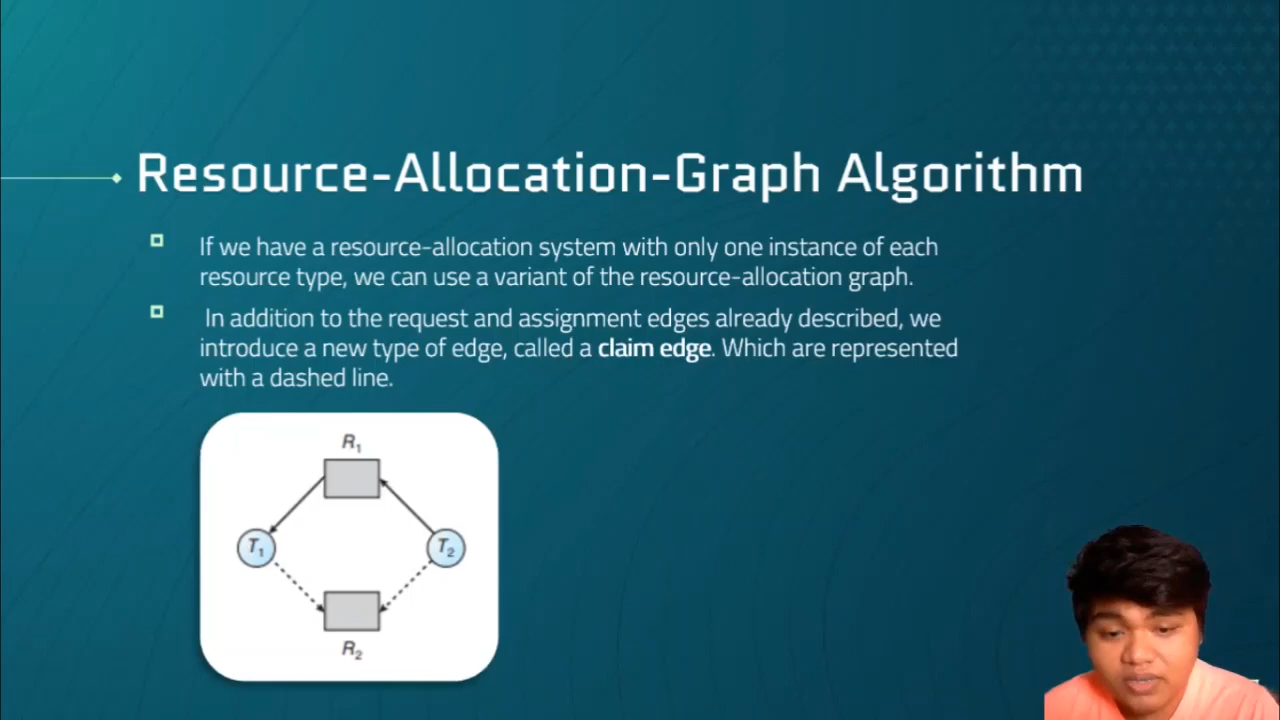 Resource-Allocation-Graph Algorithm
If we have a resource-allocation system with only one instance of each
resource type, we can use a variant of the resource-allocation graph.
In addition to the request and assignment edges already described, we
introduce a new type of edge, called a claim edge. Which are represented
with a dashed line.
R₁
T₁ T₂
R₂